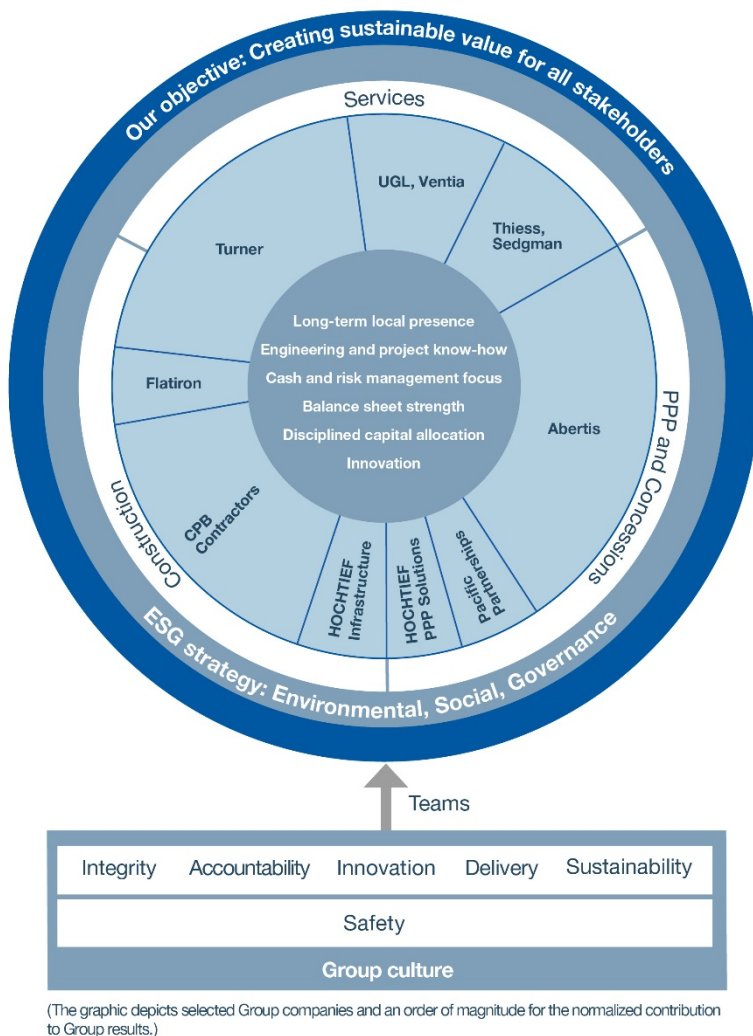 Our objective: Creating sustainable value for all stakeholders
Services
UGL, Ventia
Thiess,
Sedgman
Turner
Long-term local presence
Engineering and project know-how
Cash and risk management focus
Balance sheet strength
Disciplined capital allocation
Innovation
Flatiron
Abertis
PPP and Concessions
Construction
CPB
Contractors
HOCHTIEF
Infrastructure
HOCHTIEF
PPP Solutions
Pacific
Partnerships
ESG strategy: Environmental, Social, Governance
Teams
Integrity Accountability Innovation Delivery Sustainability
Safety
Group culture
(The graphic depicts selected Group companies and an order of magnitude for the normalized contribution
to Group results.)